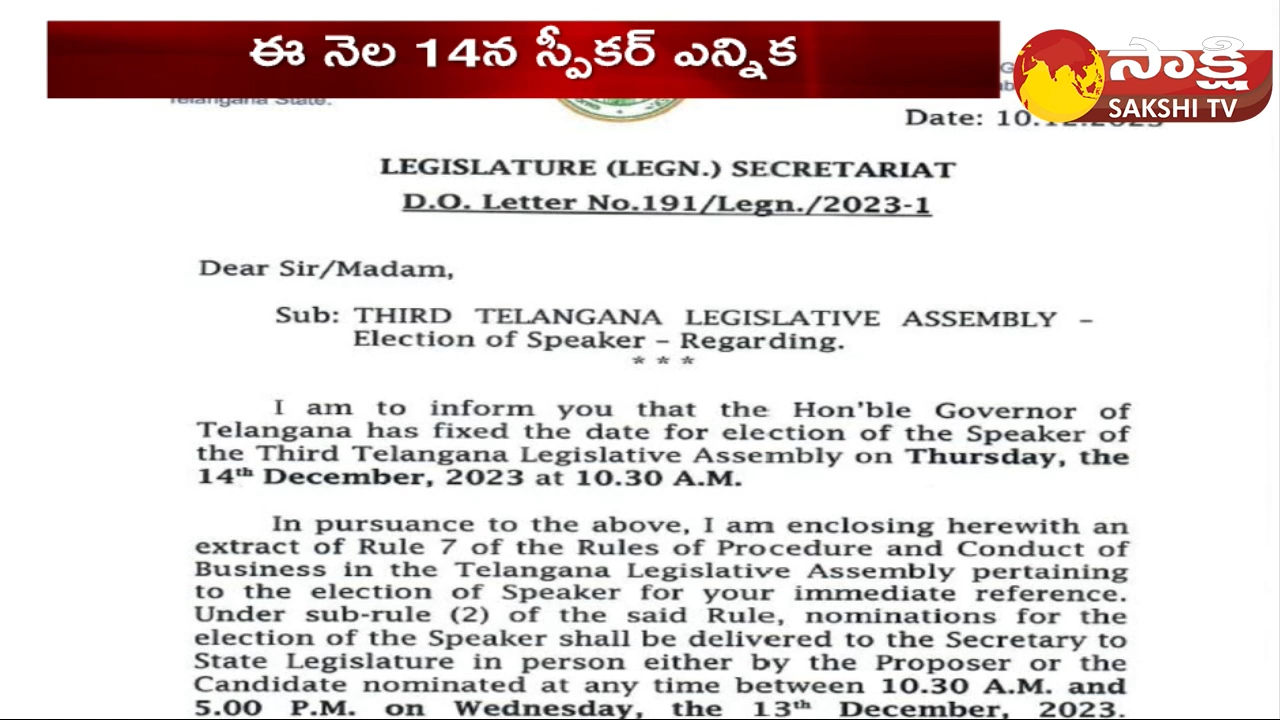 ఈ నెల 14న స్పీకర్ ఎన్నిక
సాక్షి
SAKSHI TV
Telangana State.
Date: 10.12.2023
LEGISLATURE (LEGN.) SECRETARIAT
D.O. Letter No.191/Legn./2023-1
Dear Sir/Madam,
Sub: THIRD TELANGANA LEGISLATIVE ASSEMBLY –
Election of Speaker – Regarding.
* * *
I am to inform you that the Hon'ble Governor of
Telangana has fixed the date for election of the Speaker of
the Third Telangana Legislative Assembly on Thursday, the
14th December, 2023 at 10.30 A.M.
In pursuance to the above, I am enclosing herewith an
extract of Rule 7 of the Rules of Procedure and Conduct of
Business in the Telangana Legislative Assembly pertaining
to the election of Speaker for your immediate reference.
Under sub-rule (2) of the said Rule, nominations for the
election of the Speaker shall be delivered to the Secretary to
State Legislature in person either by the Proposer or the
Candidate nominated at any time between 10.30 A.M. and
5.00 P.M. on Wednesday, the 13th December, 2023.